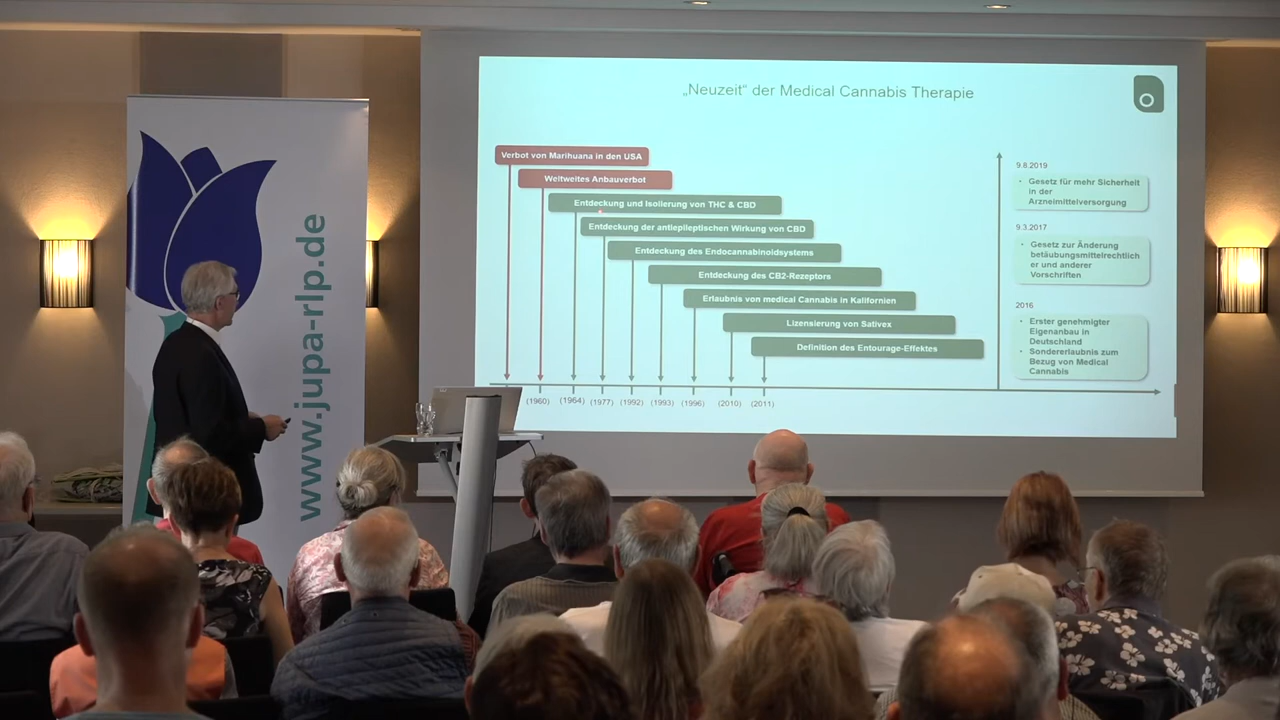 „Neuzeit“ der Medical Cannabis Therapie
Verbot von Marihuana in den USA
Weltweites Anbauverbot
Entdeckung und Isolierung von THC & CBD
Entdeckung der antiepileptischen Wirkung von CBD
Entdeckung des Endocannabinoidsystems
Entdeckung des CB2-Rezeptors
Erlaubnis von medical Cannabis in Kalifornien
Lizensierung von Sativex
Definition des Entourage-Effektes
(1960) (1964) (1977) (1992) (1993) (1996) (2010) (2011)
9.8.2019
• Gesetz für mehr Sicherheit
in der
Arzneimittelversorgung
9.3.2017
• Gesetz zur Änderung
betäubungsmittelrechtlich
er und anderer
Vorschriften
2016
• Erster genehmigter
Eigenanbau in
Deutschland
• Sondererlaubnis zum
Bezug von Medical
Cannabis
www.jupa-rlp.de